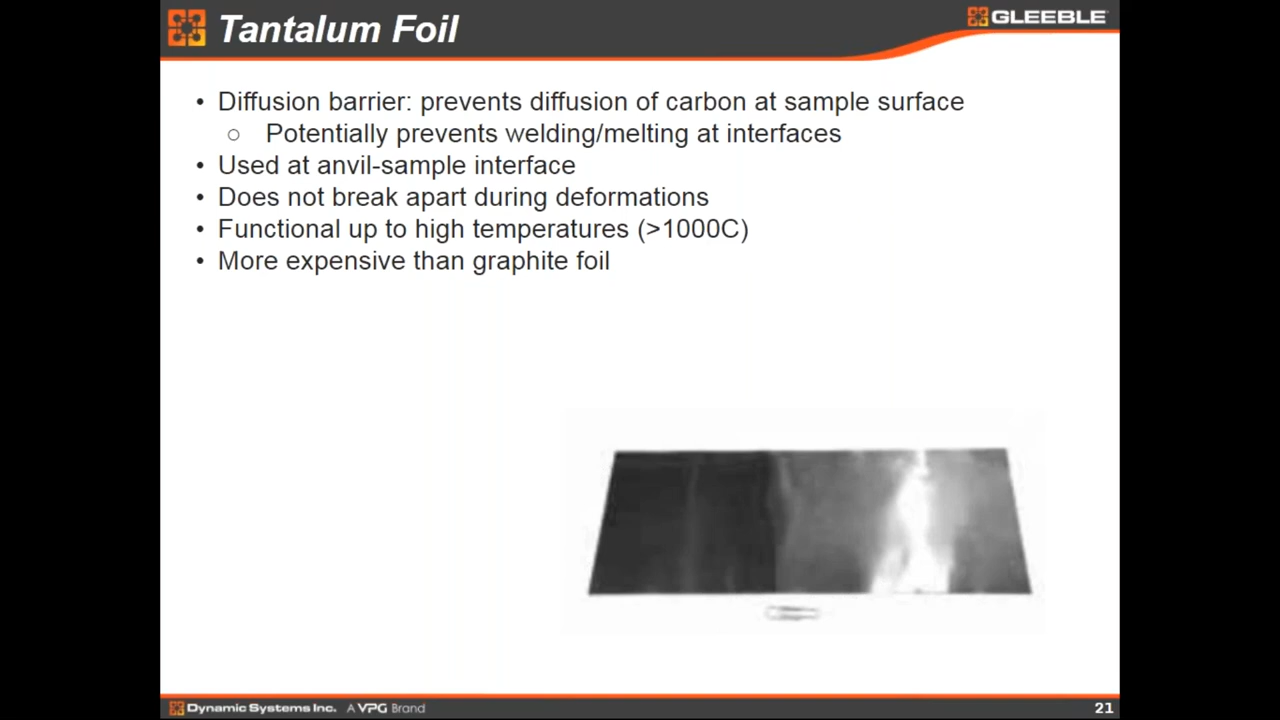 Tantalum Foil
GLEEBLE
• Diffusion barrier: prevents diffusion of carbon at sample surface
○ Potentially prevents welding/melting at interfaces
• Used at anvil-sample interface
• Does not break apart during deformations
• Functional up to high temperatures (>1000C)
• More expensive than graphite foil
Dynamic Systems Inc. A VPG Brand
21